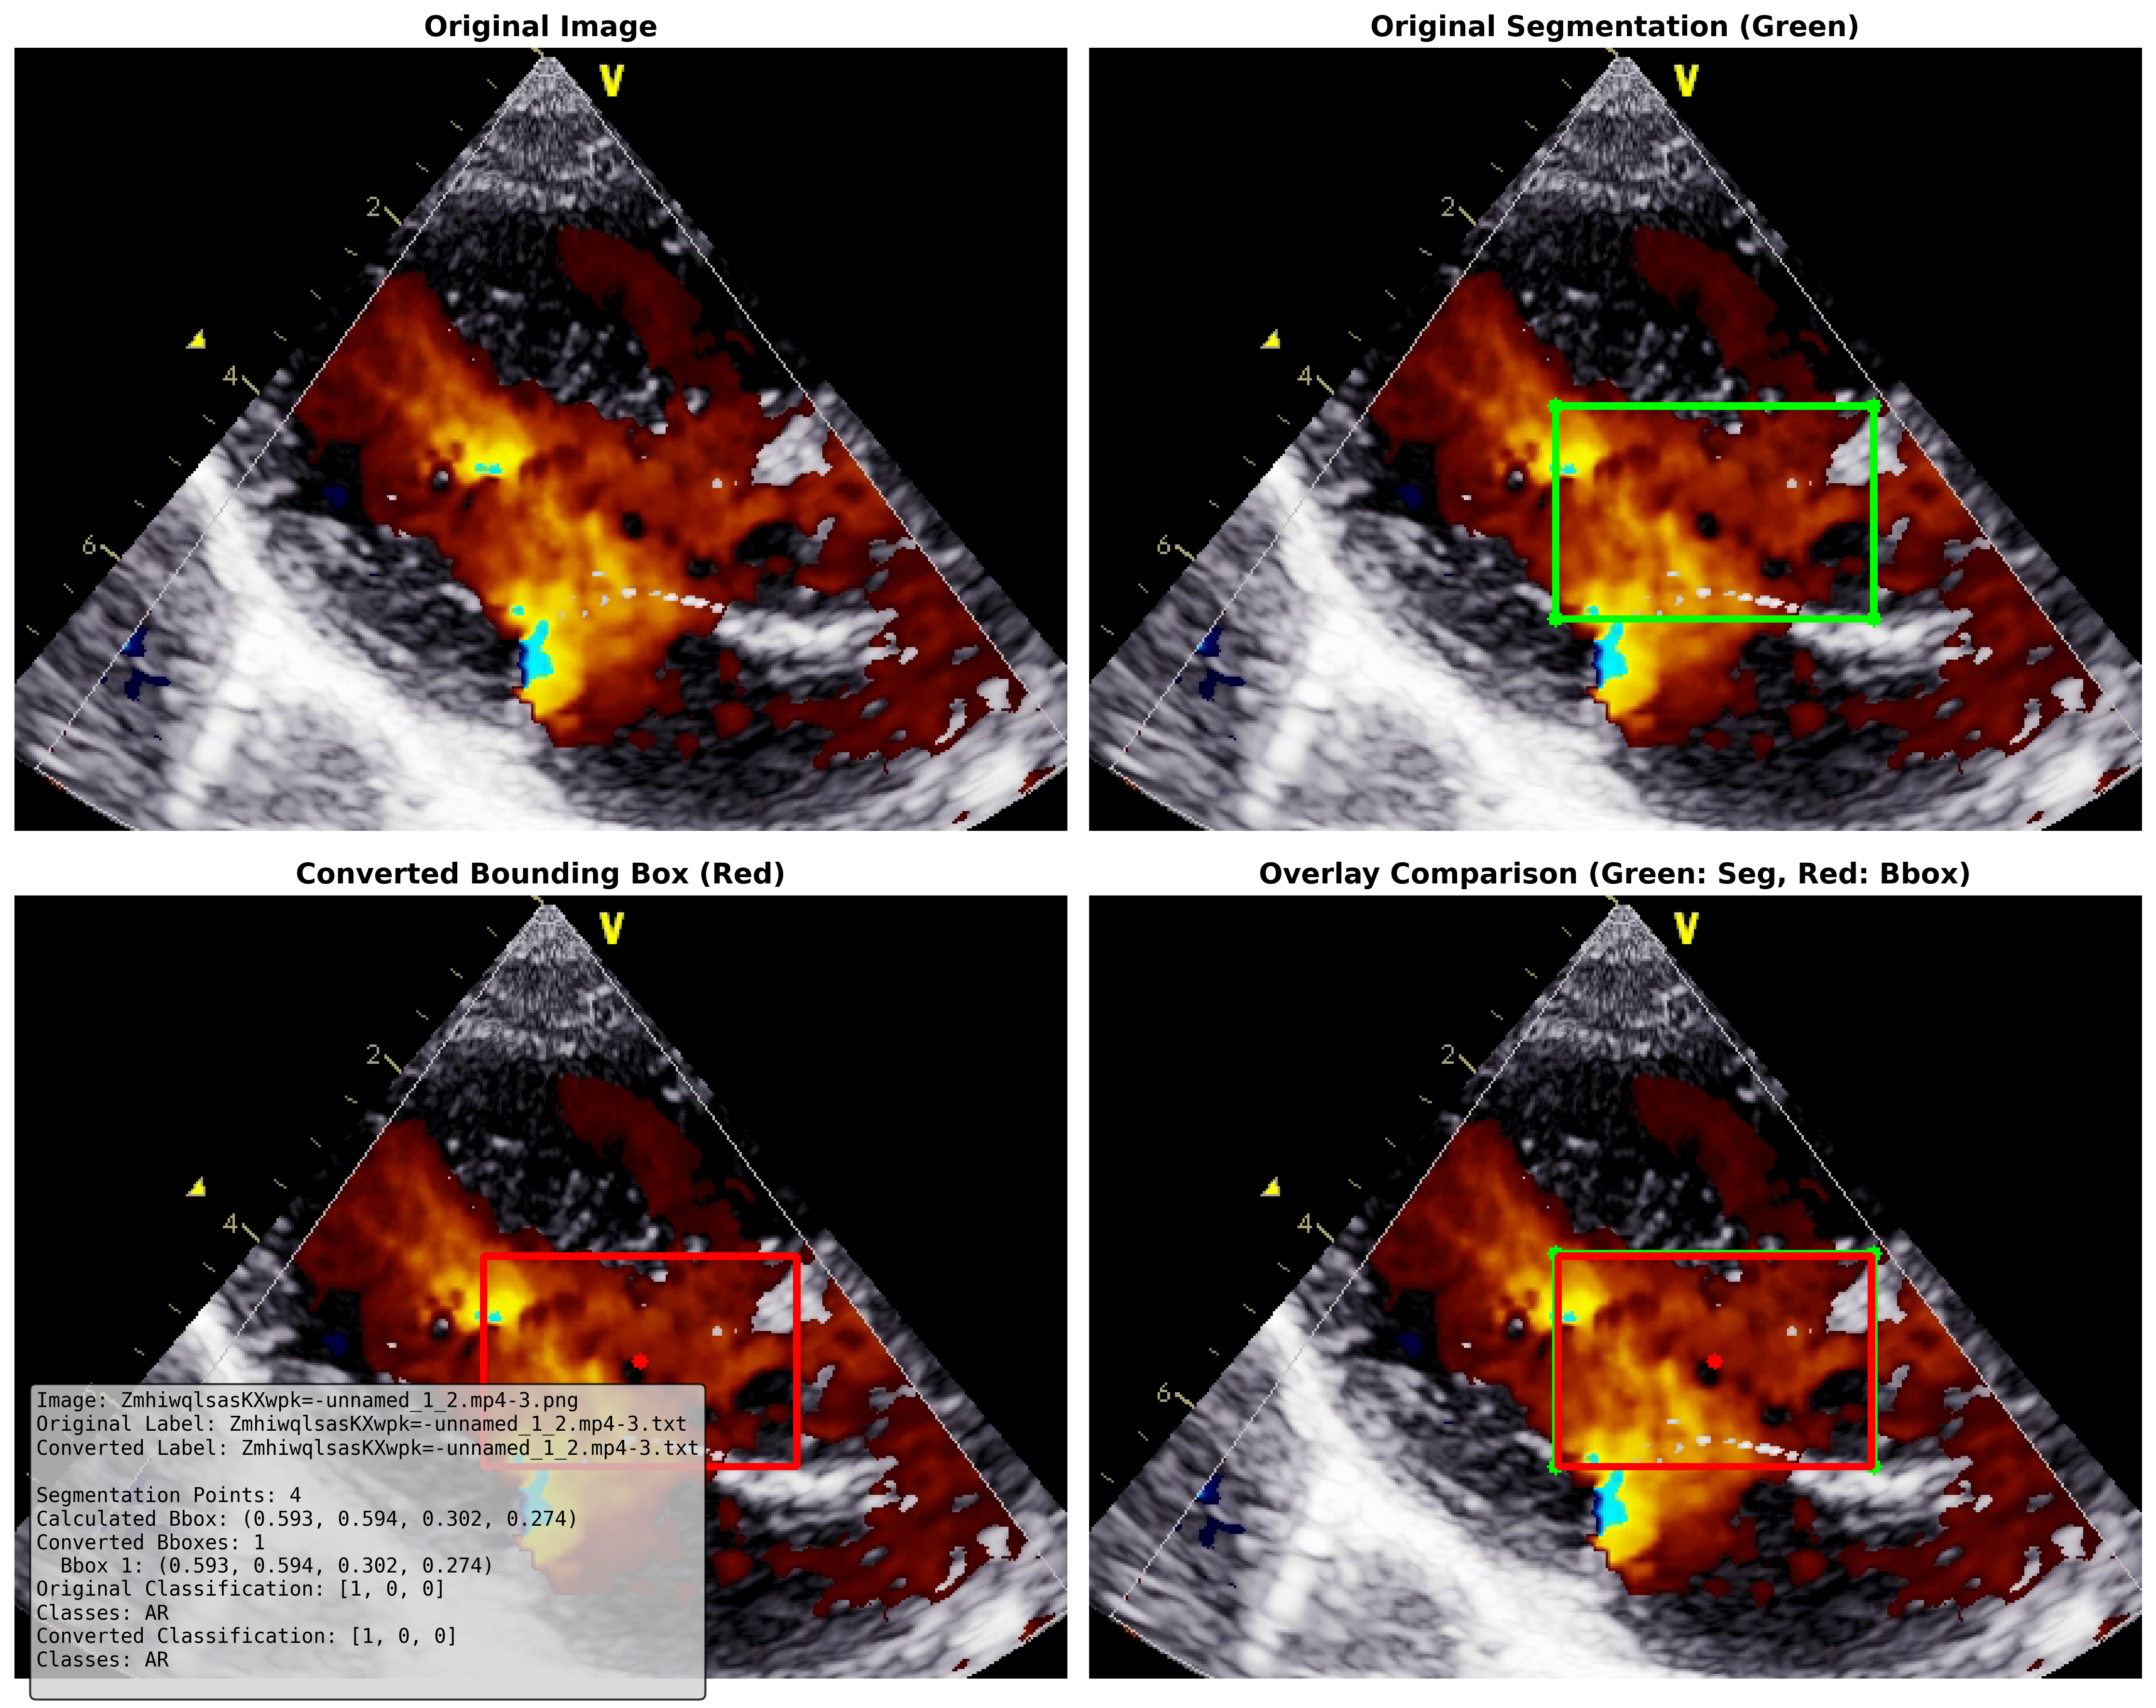 Original Image
Original Segmentation (Green)
V
2
4
6
V
2
4
6
Converted Bounding Box (Red)
Overlay Comparison (Green: Seg, Red: Bbox)
V
2
4
V
2
4
6
Image: ZmhiwqlsasKXwpk=-unnamed_1_2.mp4-3.png
Original Label: ZmhiwqlsasKXwpk=-unnamed_1_2.mp4-3.txt
Converted Label: ZmhiwqlsasKXwpk=-unnamed_1_2.mp4-3.txt
Segmentation Points: 4
Calculated Bbox: (0.593, 0.594, 0.302, 0.274)
Converted Bboxes: 1
Bbox 1: (0.593, 0.594, 0.302, 0.274)
Original Classification: [1, 0, 0]
Classes: AR
Converted Classification: [1, 0, 0]
Classes: AR